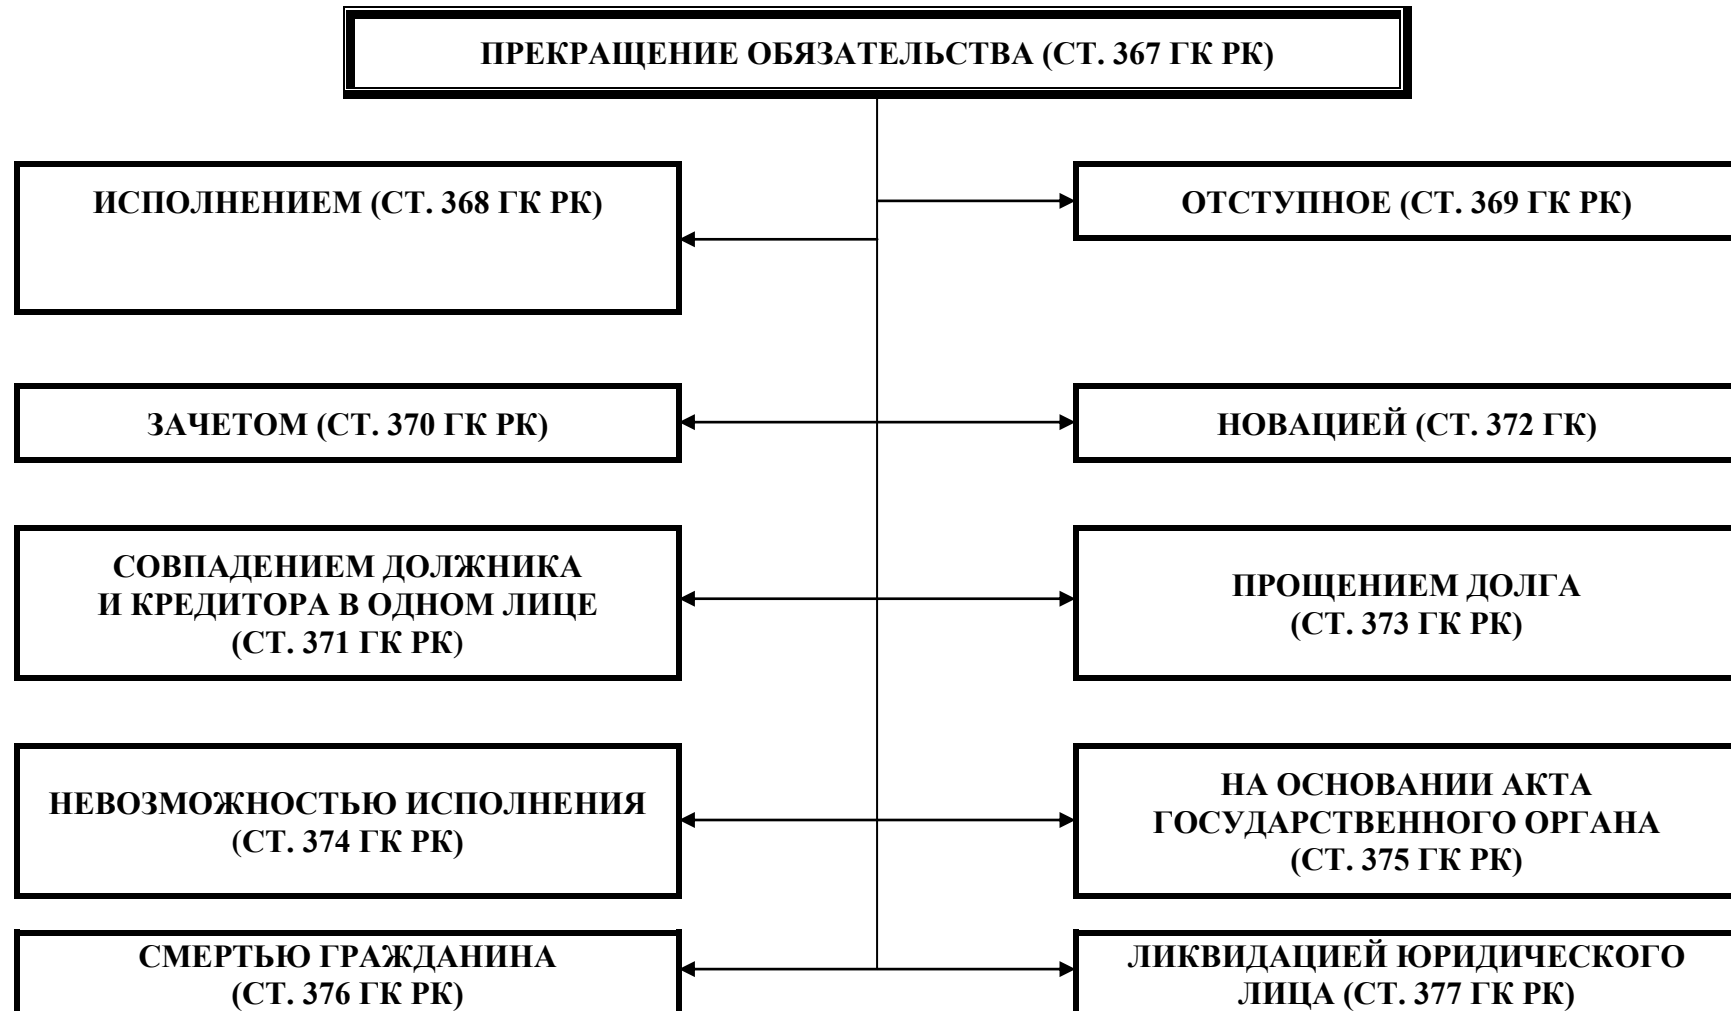 ПРЕКРАЩЕНИЕ ОБЯЗАТЕЛЬСТВА (СТ. 367 ГК РК)
ИСПОЛНЕНИЕМ (СТ. 368 ГК РК)
ОТСТУПНОЕ (СТ. 369 ГК РК)
ЗАЧЕТОМ (СТ. 370 ГК РК)
НОВАЦИЕЙ (СТ. 372 ГК)
СОВПАДЕНИЕМ ДОЛЖНИКА
И КРЕДИТОРА В ОДНОМ ЛИЦЕ
(СТ. 371 ГК РК)
ПРОЩЕНИЕМ ДОЛГА
(СТ. 373 ГК РК)
НЕВОЗМОЖНОСТЬЮ ИСПОЛНЕНИЯ
(СТ. 374 ГК РК)
НА ОСНОВАНИИ АКТА
ГОСУДАРСТВЕННОГО ОРГАНА
(СТ. 375 ГК РК)
СМЕРТЬЮ ГРАЖДАНИНА
(СТ. 376 ГК РК)
ЛИКВИДАЦИЕЙ ЮРИДИЧЕСКОГО
ЛИЦА (СТ. 377 ГК РК)